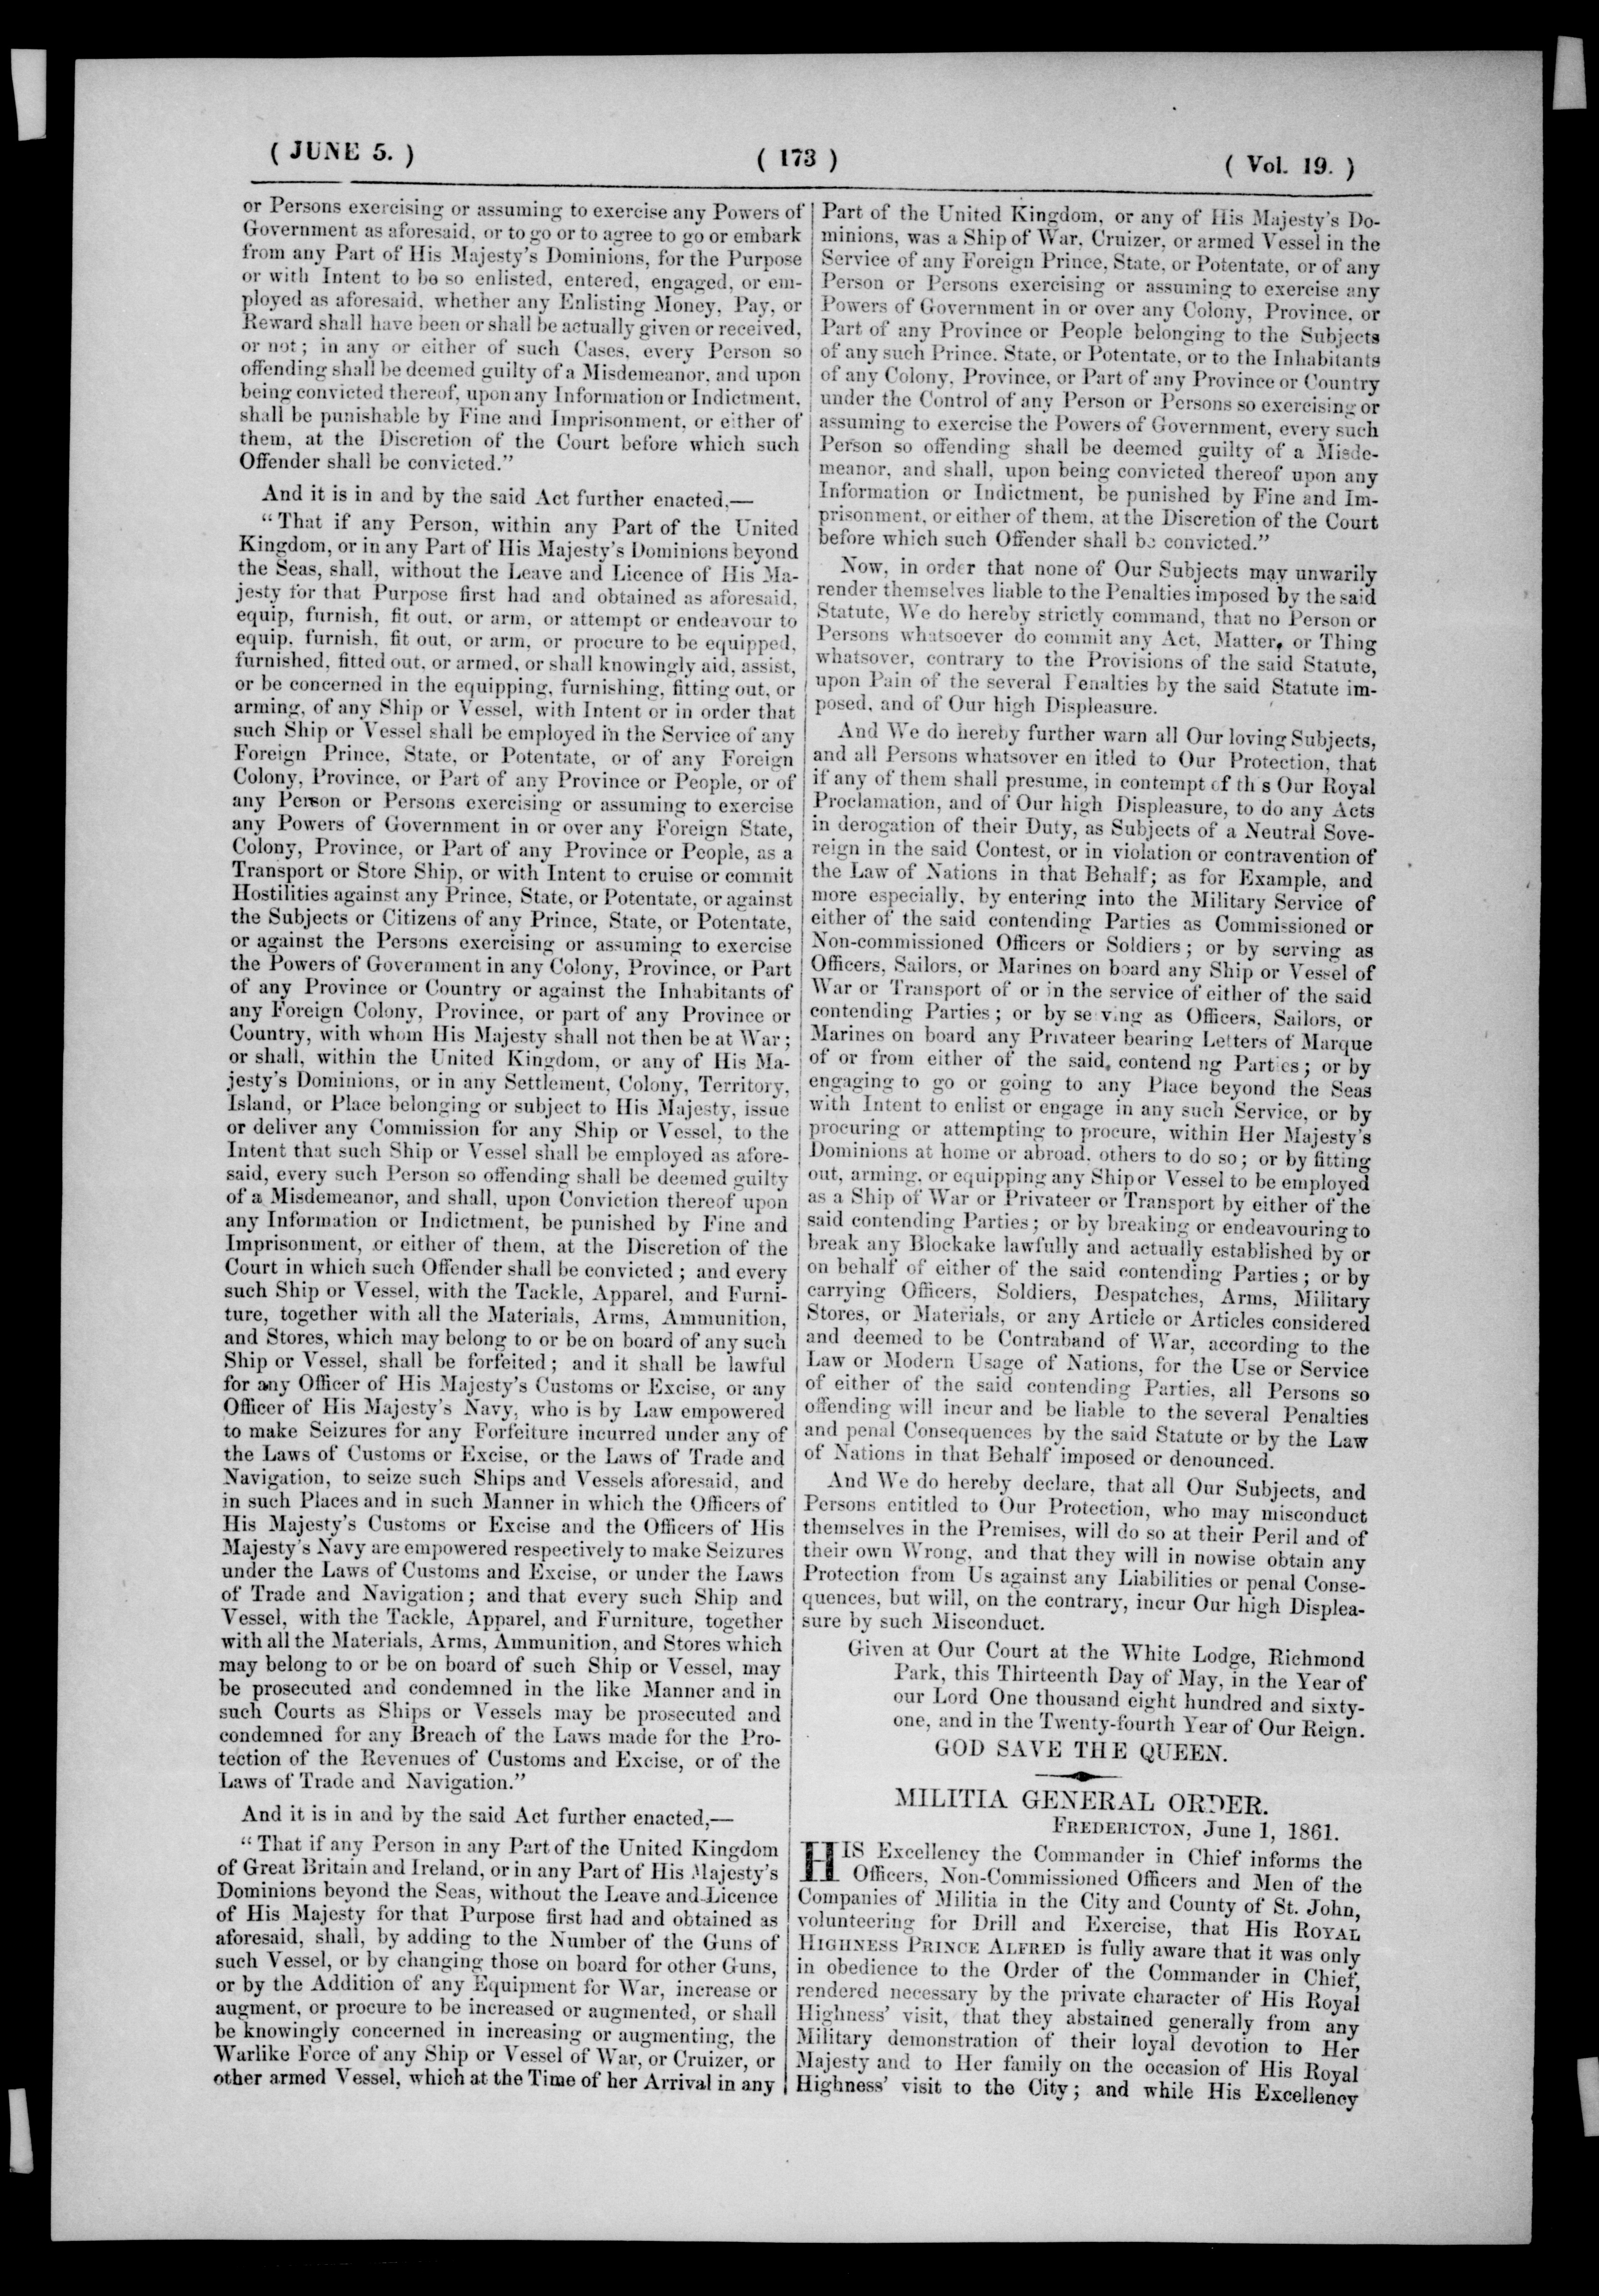 ( JUNE 5. )
( 173 )
( Vol. 19. )
or Persons exercising or assuming to exercise any Powers of
Government as aforesaid, or to go or to agree to go or embark
from any Part of His Majesty's Dominions, for the Purpose
or with Intent to be so enlisted, entered, engaged, or em-
ployed as aforesaid, whether any Enlisting Money, Pay, or
Reward shall have been or shall be actually given or received,
or not; in any or either of such Cases, every Person so
offending shall be deemed guilty of a Misdemeanor, and upon
being convicted thereof, upon any Information or Indictment,
shall be punishable by Fine and Imprisonment, or either of
them, at the Discretion of the Court before which such
Offender shall be convicted."
And it is in and by the said Act further enacted,—
"That if any Person, within any Part of the United
Kingdom, or in any Part of His Majesty's Dominions beyond
the Seas, shall, without the Leave and Licence of His Ma-
jesty for that Purpose first had and obtained as aforesaid,
equip, furnish, fit out, or arm, or attempt or endeavour to
equip, furnish, fit out, or arm, or procure to be equipped,
furnished, fitted out, or armed, or shall knowingly aid, assist,
or be concerned in the equipping, furnishing, fitting out, or
arming, of any Ship or Vessel, with Intent or in order that
such Ship or Vessel shall be employed in the Service of any
Foreign Prince, State, or Potentate, or of any Foreign
Colony, Province, or Part of any Province or People, or of
any Person or Persons exercising or assuming to exercise
any Powers of Government in or over any Foreign State,
Colony, Province, or Part of any Province or People, as a
Transport or Store Ship, or with Intent to cruise or commit
Hostilities against any Prince, State, or Potentate, or against
the Subjects or Citizens of any Prince, State, or Potentate,
or against the Persons exercising or assuming to exercise
the Powers of Government in any Colony, Province, or Part
of any Province or Country or against the Inhabitants of
any Foreign Colony, Province, or part of any Province or
Country, with whom His Majesty shall not then be at War;
or shall, within the United Kingdom, or any of His Ma-
jesty's Dominions, or in any Settlement, Colony, Territory,
Island, or Place belonging or subject to His Majesty, issue
or deliver any Commission for any Ship or Vessel, to the
Intent that such Ship or Vessel shall be employed as afore-
said, every such Person so offending shall be deemed guilty
of a Misdemeanor, and shall, upon Conviction thereof upon
any Information or Indictment, be punished by Fine and
Imprisonment, or either of them, at the Discretion of the
Court in which such Offender shall be convicted; and every
such Ship or Vessel, with the Tackle, Apparel, and Furni-
ture, together with all the Materials, Arms, Ammunition,
and Stores, which may belong to or be on board of any such
Ship or Vessel, shall be forfeited; and it shall be lawful
for any Officer of His Majesty's Customs or Excise, or any
Officer of His Majesty's Navy, who is by Law empowered
to make Seizures for any Forfeiture incurred under any of
the Laws of Customs or Excise, or the Laws of Trade and
Navigation, to seize such Ships and Vessels aforesaid, and
in such Places and in such Manner in which the Officers of
His Majesty's Customs or Excise and the Officers of His
Majesty's Navy are empowered respectively to make Seizures
under the Laws of Customs and Excise, or under the Laws
of Trade and Navigation; and that every such Ship and
Vessel, with the Tackle, Apparel, and Furniture, together
with all the Materials, Arms, Ammunition, and Stores which
may belong to or be on board of such Ship or Vessel, may
be prosecuted and condemned in the like Manner and in
such Courts as Ships or Vessels may be prosecuted and
condemned for any Breach of the Laws made for the Pro-
tection of the Revenues of Customs and Excise, or of the
Laws of Trade and Navigation."
And it is in and by the said Act further enacted,—
"That if any Person in any Part of the United Kingdom
of Great Britain and Ireland, or in any Part of His Majesty's
Dominions beyond the Seas, without the Leave and Licence
of His Majesty for that Purpose first had and obtained as
aforesaid, shall, by adding to the Number of the Guns of
such Vessel, or by changing those on board for other Guns,
or by the Addition of any Equipment for War, increase or
augment, or procure to be increased or augmented, or shall
be knowingly concerned in increasing or augmenting, the
Warlike Force of any Ship or Vessel of War, or Cruizer, or
other armed Vessel, which at the Time of her Arrival in any
Part of the United Kingdom, or any of His Majesty's Do-
minions, was a Ship of War, Cruizer, or armed Vessel in the
Service of any Foreign Prince, State, or Potentate, or of any
Person or Persons exercising or assuming to exercise any
Powers of Government in or over any Colony, Province, or
Part of any Province or People belonging to the Subjects
of any such Prince, State, or Potentate, or to the Inhabitants
of any Colony, Province, or Part of any Province or Country
under the Control of any Person or Persons so exercising or
assuming to exercise the Powers of Government, every such
Person so offending shall be deemed guilty of a Misde-
meanor, and shall, upon being convicted thereof upon any
Information or Indictment, be punished by Fine and Im-
prisonment, or either of them, at the Discretion of the Court
before which such Offender shall be convicted."
Now, in order that none of Our Subjects may unwarily
render themselves liable to the Penalties imposed by the said
Statute, We do hereby strictly command, that no Person or
Persons whatsoever do commit any Act, Matter, or Thing
whatsover, contrary to the Provisions of the said Statute,
upon Pain of the several Penalties by the said Statute im-
posed, and of Our high Displeasure.
And We do hereby further warn all Our loving Subjects,
and all Persons whatsover en itled to Our Protection, that
if any of them shall presume, in contempt of th s Our Royal
Proclamation, and of Our high Displeasure, to do any Acts
in derogation of their Duty, as Subjects of a Neutral Sove-
reign in the said Contest, or in violation or contravention of
the Law of Nations in that Behalf; as for Example, and
more especially, by entering into the Military Service of
either of the said contending Parties as Commissioned or
Non-commissioned Officers or Soldiers; or by serving as
Officers, Sailors, or Marines on board any Ship or Vessel of
War or Transport of or in the service of either of the said
contending Parties; or by se ving as Officers, Sailors, or
Marines on board any Privateer bearing Letters of Marque
of or from either of the said, contend ng Parties; or by
engaging to go or going to any Place beyond the Seas
with Intent to enlist or engage in any such Service, or by
procuring or attempting to procure, within Her Majesty's
Dominions at home or abroad, others to do so; or by fitting
out, arming, or equipping any Ship or Vessel to be employed
as a Ship of War or Privateer or Transport by either of the
said contending Parties; or by breaking or endeavouring to
break any Blockake lawfully and actually established by or
on behalf of either of the said contending Parties; or by
carrying Officers, Soldiers, Despatches, Arms, Military
Stores, or Materials, or any Article or Articles considered
and deemed to be Contraband of War, according to the
Law or Modern Usage of Nations, for the Use or Service
of either of the said contending Parties, all Persons so
offending will incur and be liable to the several Penalties
and penal Consequences by the said Statute or by the Law
of Nations in that Behalf imposed or denounced.
And We do hereby declare, that all Our Subjects, and
Persons entitled to Our Protection, who may misconduct
themselves in the Premises, will do so at their Peril and of
their own Wrong, and that they will in nowise obtain any
Protection from Us against any Liabilities or penal Conse-
quences, but will, on the contrary, incur Our high Displea-
sure by such Misconduct.
Given at Our Court at the White Lodge, Richmond
Park, this Thirteenth Day of May, in the Year of
our Lord One thousand eight hundred and sixty-
one, and in the Twenty-fourth Year of Our Reign.
GOD SAVE THE QUEEN.
MILITIA GENERAL ORDER.
FREDERICTON, June 1, 1861.
HIS Excellency the Commander in Chief informs the
Officers, Non-Commissioned Officers and Men of the
Companies of Militia in the City and County of St. John,
volunteering for Drill and Exercise, that His ROYAL
HIGHNESS PRINCE ALFRED is fully aware that it was only
in obedience to the Order of the Commander in Chief,
rendered necessary by the private character of His Royal
Highness' visit, that they abstained generally from any
Military demonstration of their loyal devotion to Her
Majesty and to Her family on the occasion of His Royal
Highness' visit to the City; and while His Excellency